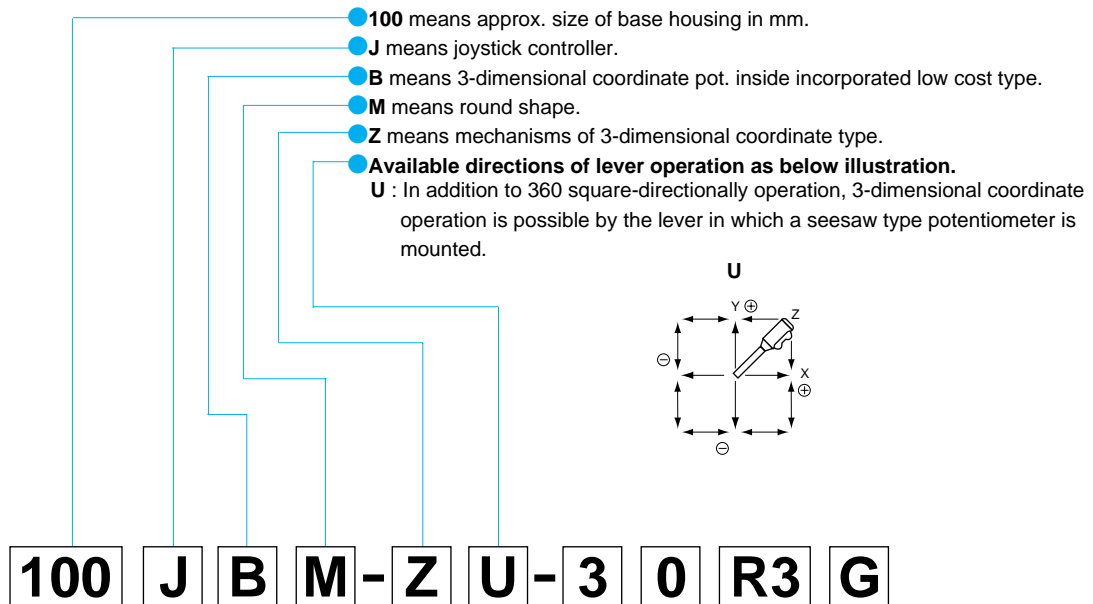 100 means approx. size of base housing in mm.
J means joystick controller.
B means 3-dimensional coordinate pot. inside incorporated low cost type.
M means round shape.
Z means mechanisms of 3-dimensional coordinate type.
Available directions of lever operation as below illustration.
U : In addition to 360 square-directionally operation, 3-dimensional coordinate
operation is possible by the lever in which a seesaw type potentiometer is
mounted.
U
Y ⊕
Z
⊖
X
⊕
⊖
100 J B M - Z U - 3 0 R3 G